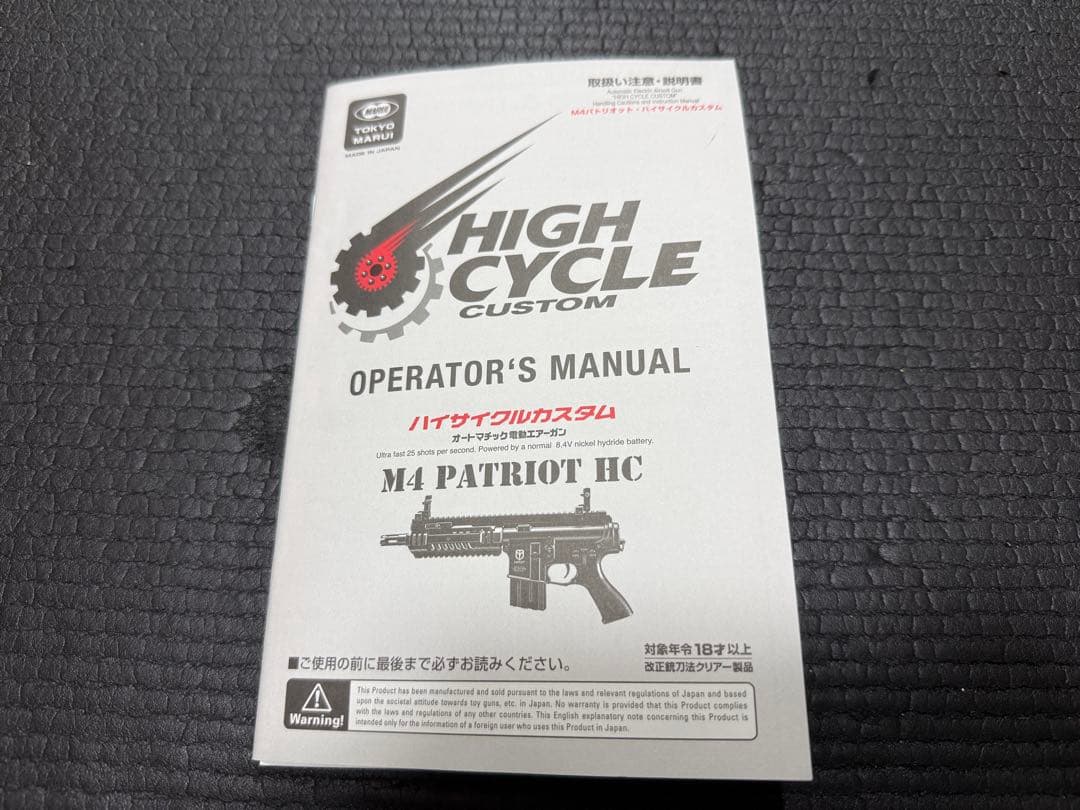 MARUI
TOKYO
MARUI
MADE IN JAPAN
取扱い注意・説明書
Automatic Electric Airsoft Gun
"HIGH CYCLE CUSTOM"
Handling Cautions and Instruction Manual
M4パトリオット・ハイサイクルカスタム
HIGH
CYCLE
CUSTOM
OPERATOR'S MANUAL
ハイサイクルカスタム
オートマチック電動エアーガン
Ultra fast 25 shots per second. Powered by a normal 8.4V nickel hydride battery.
M4 PATRIOT HC
■ご使用の前に最後まで必ずお読みください。
対象年令18才以上
改正銃刀法クリアー製品
Warning!
This Product has been manufactured and sold pursuant to the laws and relevant regulations of Japan and based
upon the societal attitude towards toy guns, etc. in Japan. No warranty is provided that this Product complies
with the laws and regulations of any other countries. This English explanatory note concerning this Product is
intended only for the information of a foreign user who uses this Product in Japan.